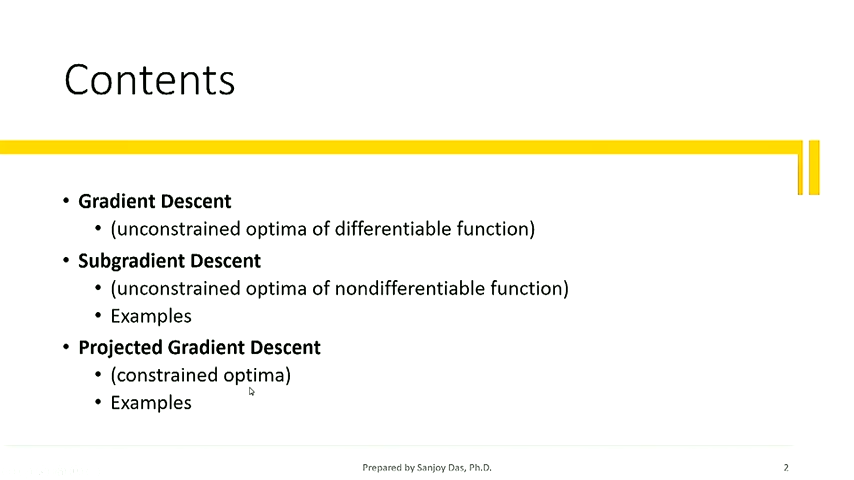 Contents
• Gradient Descent
• (unconstrained optima of differentiable function)
• Subgradient Descent
• (unconstrained optima of nondifferentiable function)
• Examples
• Projected Gradient Descent
• (constrained optima)
• Examples
Prepared by Sanjoy Das, Ph.D.
2